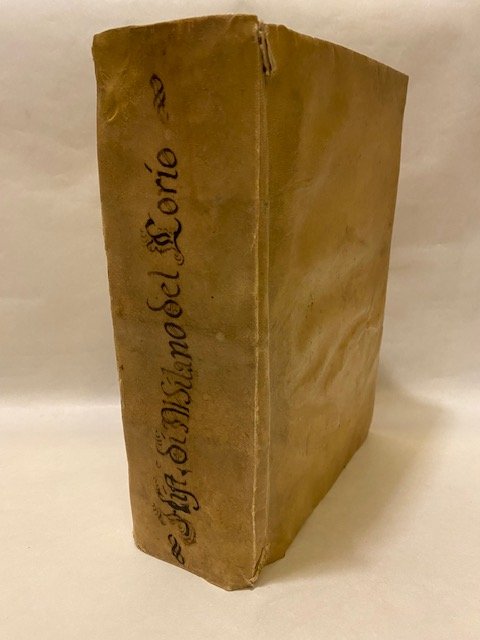 Hist. di Milano del Corio